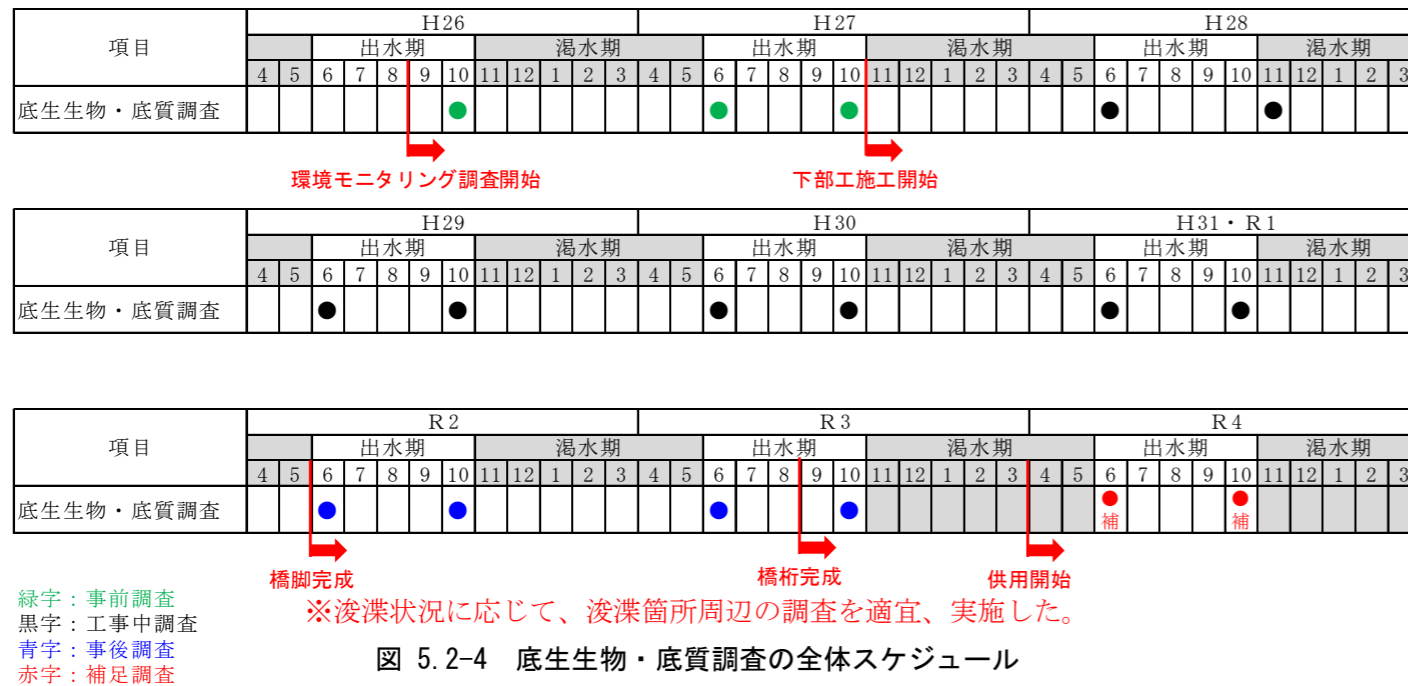 項目 H26 H27 H28
出水期 渇水期 出水期 渇水期 出水期 渇水期
4 5 6 7 8 9 10 11 12 1 2 3 4 5 6 7 8 9 10 11 12 1 2 3 4 5 6 7 8 9 10 11 12 1 2 3
底生生物・底質調査 ● ● ● ● ●
環境モニタリング調査開始 下部工施工開始
項目 H29 H30 H31・R1
出水期 渇水期 出水期 渇水期 出水期 渇水期
4 5 6 7 8 9 10 11 12 1 2 3 4 5 6 7 8 9 10 11 12 1 2 3 4 5 6 7 8 9 10 11 12 1 2 3
底生生物・底質調査 ● ● ● ● ● ●
項目 R2 R3 R4
出水期 渇水期 出水期 渇水期 出水期 渇水期
4 5 6 7 8 9 10 11 12 1 2 3 4 5 6 7 8 9 10 11 12 1 2 3 4 5 6 7 8 9 10 11 12 1 2 3
底生生物・底質調査 ● ● ● ● ● ●
補 補
橋脚完成 橋桁完成 供用開始
緑字：事前調査
黒字：工事中調査
青字：事後調査
赤字：補足調査
※浚渫状況に応じて、浚渫箇所周辺の調査を適宜、実施した。
図 5.2-4 底生生物・底質調査の全体スケジュール